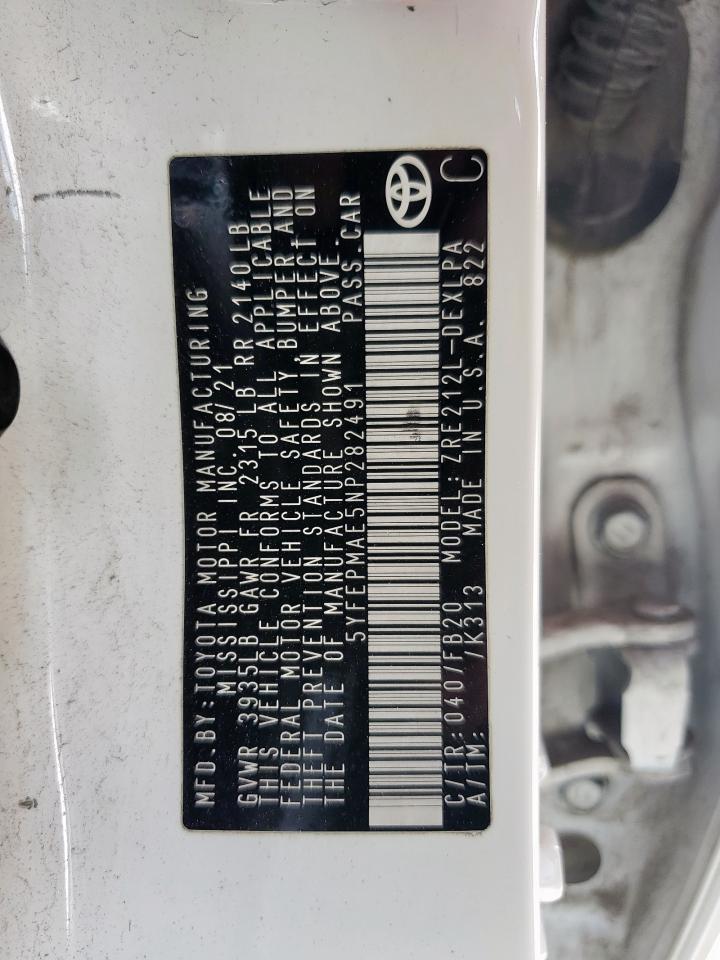 MFD.BY:TOYOTA MOTOR MANUFACTURING
MISSISSIPPI INC. 08/21
GVWR 3935LB GAWR FR 2315 LB RR 2140LB
THIS VEHICLE CONFORMS TO ALL APPLICABLE
FEDERAL MOTOR VEHICLE SAFETY, BUMPER AND
THEFT PREVENTION STANDARDS IN EFFECT ON
THE DATE OF MANUFACTURE SHOWN ABOVE.
5YFEPMAE5NP282491 PASS.CAR
C/TR:040/FB20 MODEL:ZRE212L-DEXLPA
A/TM: /K313 MADE IN U.S.A. 822
C